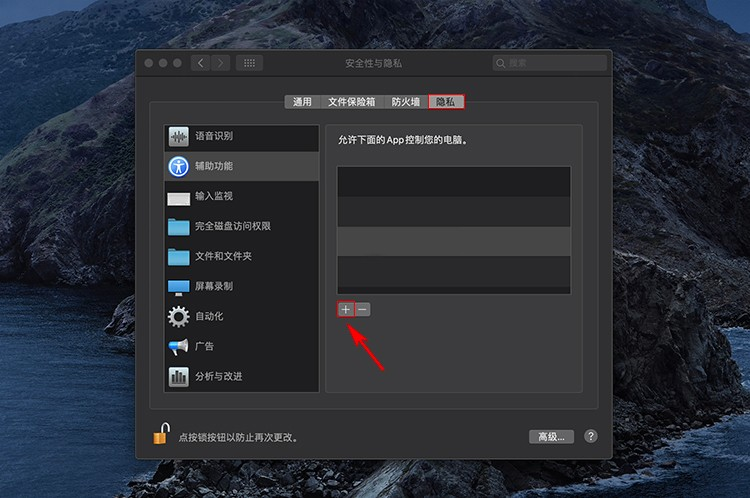 安全性与隐私
搜索
通用
文件保险箱
防火墙
隐私
语音识别
辅助功能
输入监视
完全磁盘访问权限
文件和文件夹
屏幕录制
自动化
广告
分析与改进
允许下面的App控制您的电脑。
点按锁按钮以防止再次更改。
高级...
?